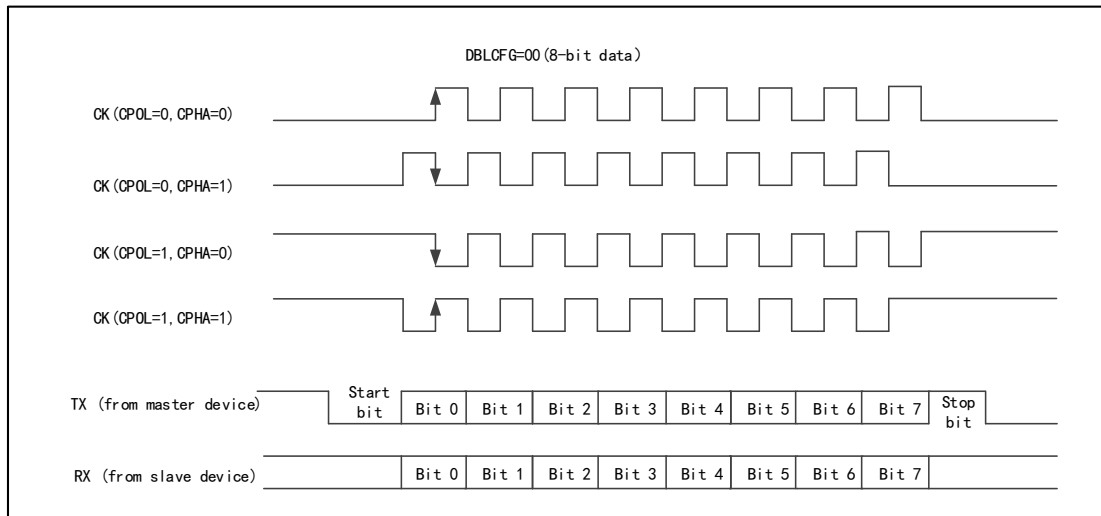 DBLCFG=00(8-bit data)
CK(CPOL=0,CPHA=0)
CK(CPOL=0,CPHA=1)
CK(CPOL=1,CPHA=0)
CK(CPOL=1,CPHA=1)
TX (from master device)
Start
bit
Bit 0 Bit 1 Bit 2 Bit 3 Bit 4 Bit 5 Bit 6 Bit 7
Stop
bit
RX (from slave device)
Bit 0 Bit 1 Bit 2 Bit 3 Bit 4 Bit 5 Bit 6 Bit 7